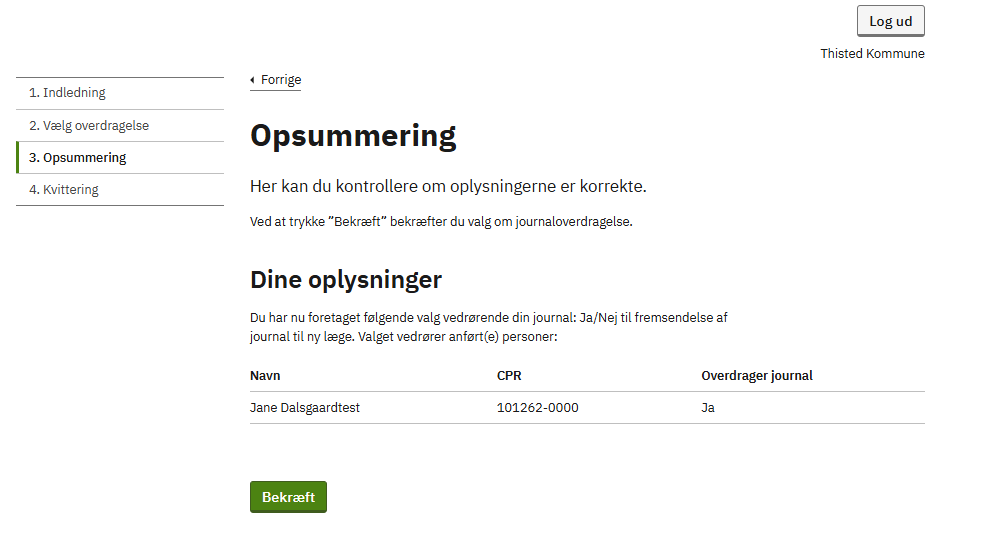 Log ud
Thisted Kommune
1. Indledning
2. Vælg overdragelse
3. Opsummering
4. Kvittering
Forrige
Opsummering
Her kan du kontrollere om oplysningerne er korrekte.
Ved at trykke ”Bekræft” bekræfter du valg om journaloverdragelse.
Dine oplysninger
Du har nu foretaget følgende valg vedrørende din journal: Ja/Nej til fremsendelse af
journal til ny læge. Valget vedrører anført(e) personer:
Navn CPR Overdrager journal
Jane Dalsgaardtest 101262-0000 Ja
Bekræft